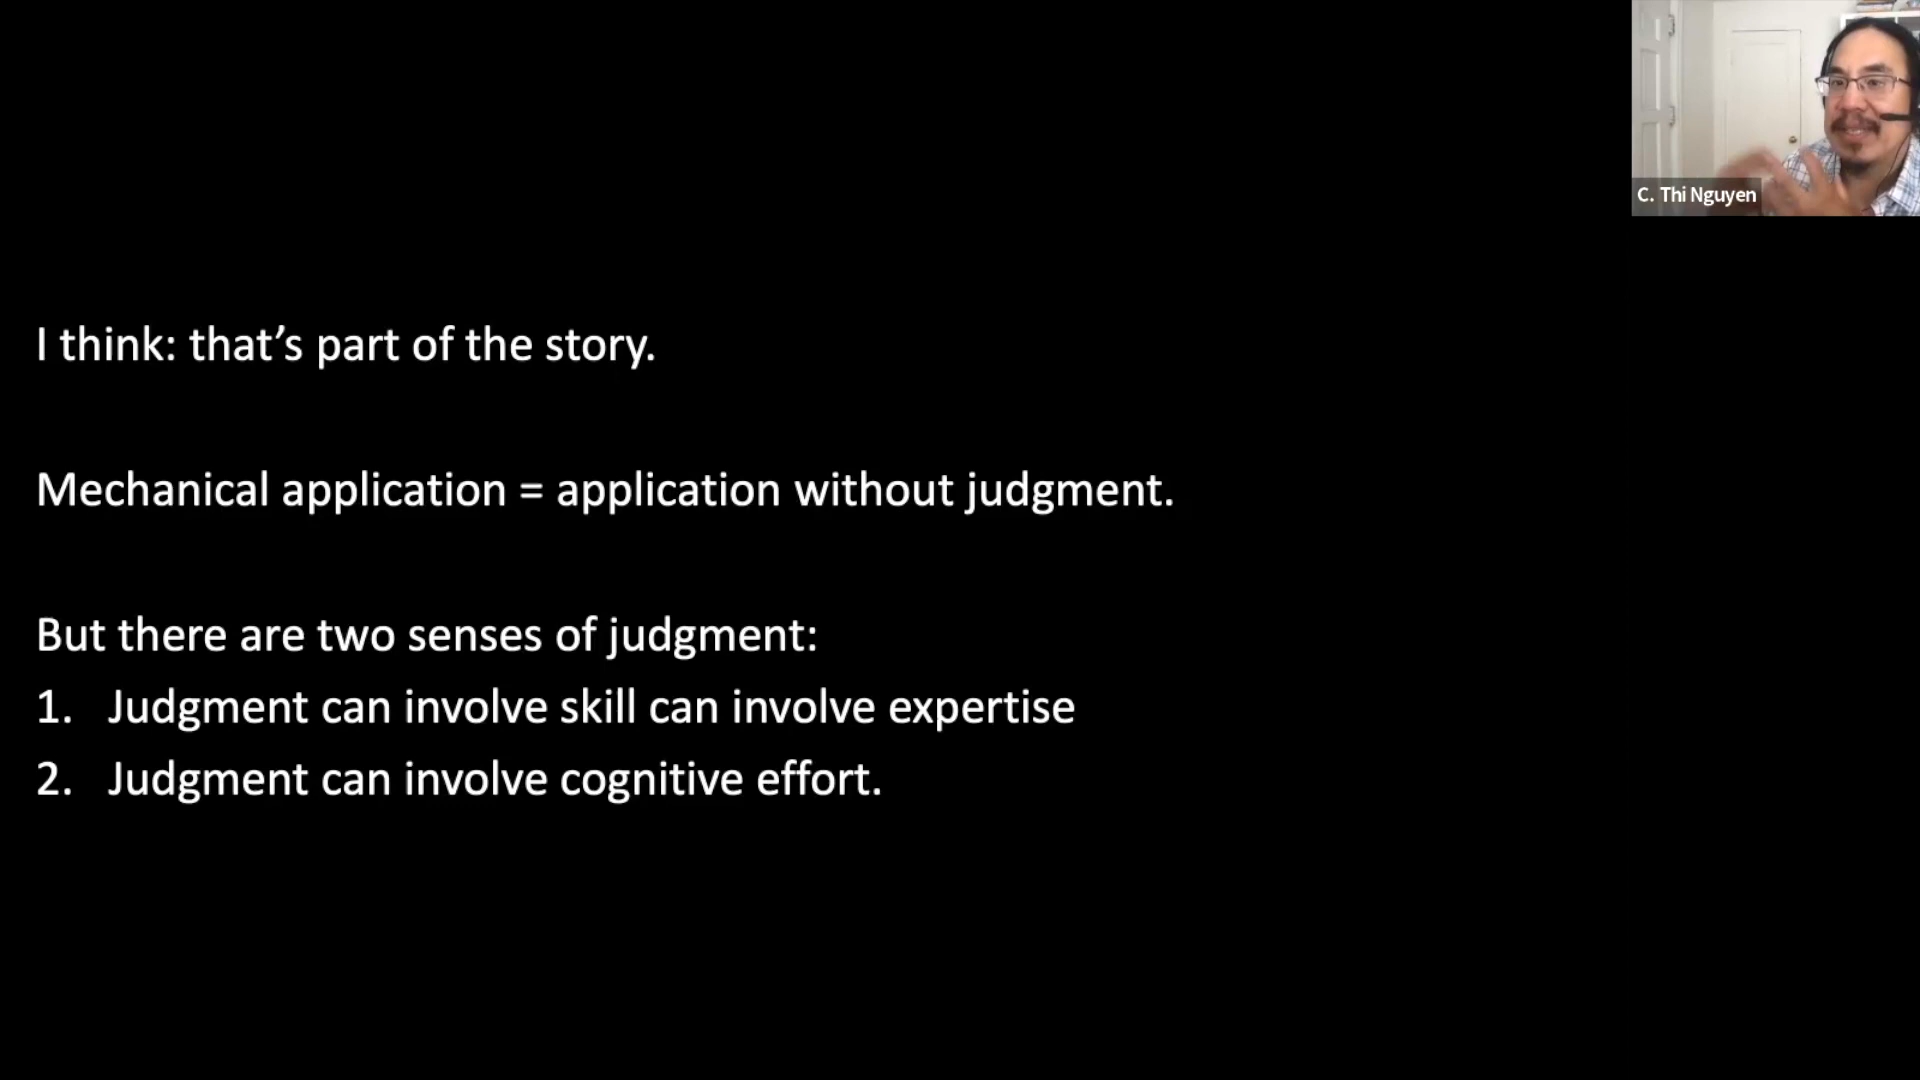 C. Thi Nguyen
I think: that’s part of the story.
Mechanical application = application without judgment.
But there are two senses of judgment:
1. Judgment can involve skill can involve expertise
2. Judgment can involve cognitive effort.